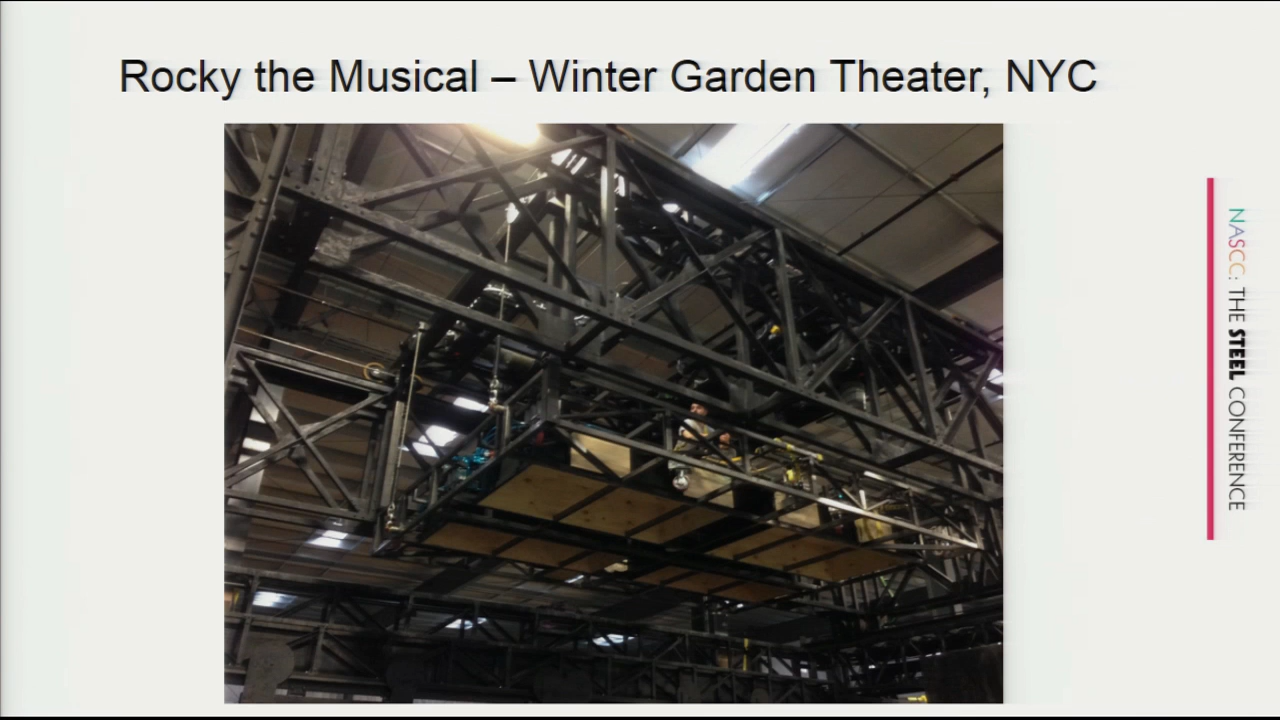 Rocky the Musical – Winter Garden Theater, NYC
NASCC: THE STEEL CONFERENCE